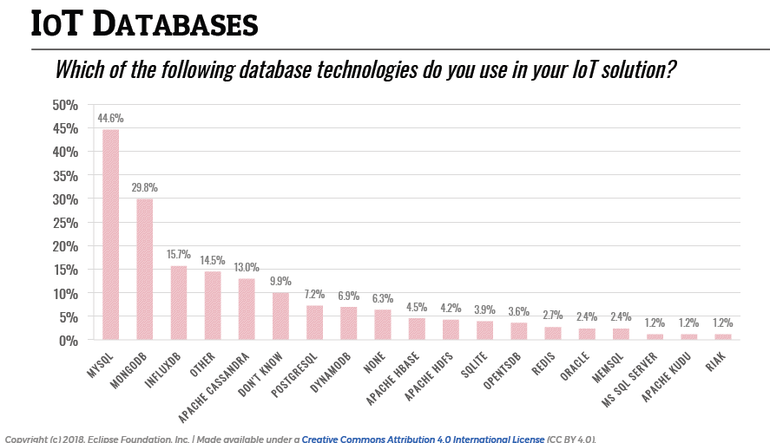 IOT DATABASES
Which of the following database technologies do you use in your IoT solution?
50%
45%
40%
35%
30%
25%
20%
15%
10%
5%
0%
44.6%
29.8%
15.7%
14.5%
13.0%
9.9%
7.2%
6.9%
6.3%
4.5%
4.2%
3.9%
3.6%
2.7%
2.4%
2.4%
1.2%
1.2%
1.2%
MYSQL
MONGODB
INFLUXDB
OTHER
APACHE CASSANDRA
DON'T KNOW
POSTGRESQL
DYNAMODB
NONE
APACHE HBASE
APACHE HDFS
SQLITE
OPENTSDB
REDIS
ORACLE
MEMSQL
MS SQL SERVER
APACHE KUDU
RIAK
Copyright (c) 2018, Eclipse Foundation, Inc. | Made available under a Creative Commons Attribution 4.0 International License (CC BY 4.0).